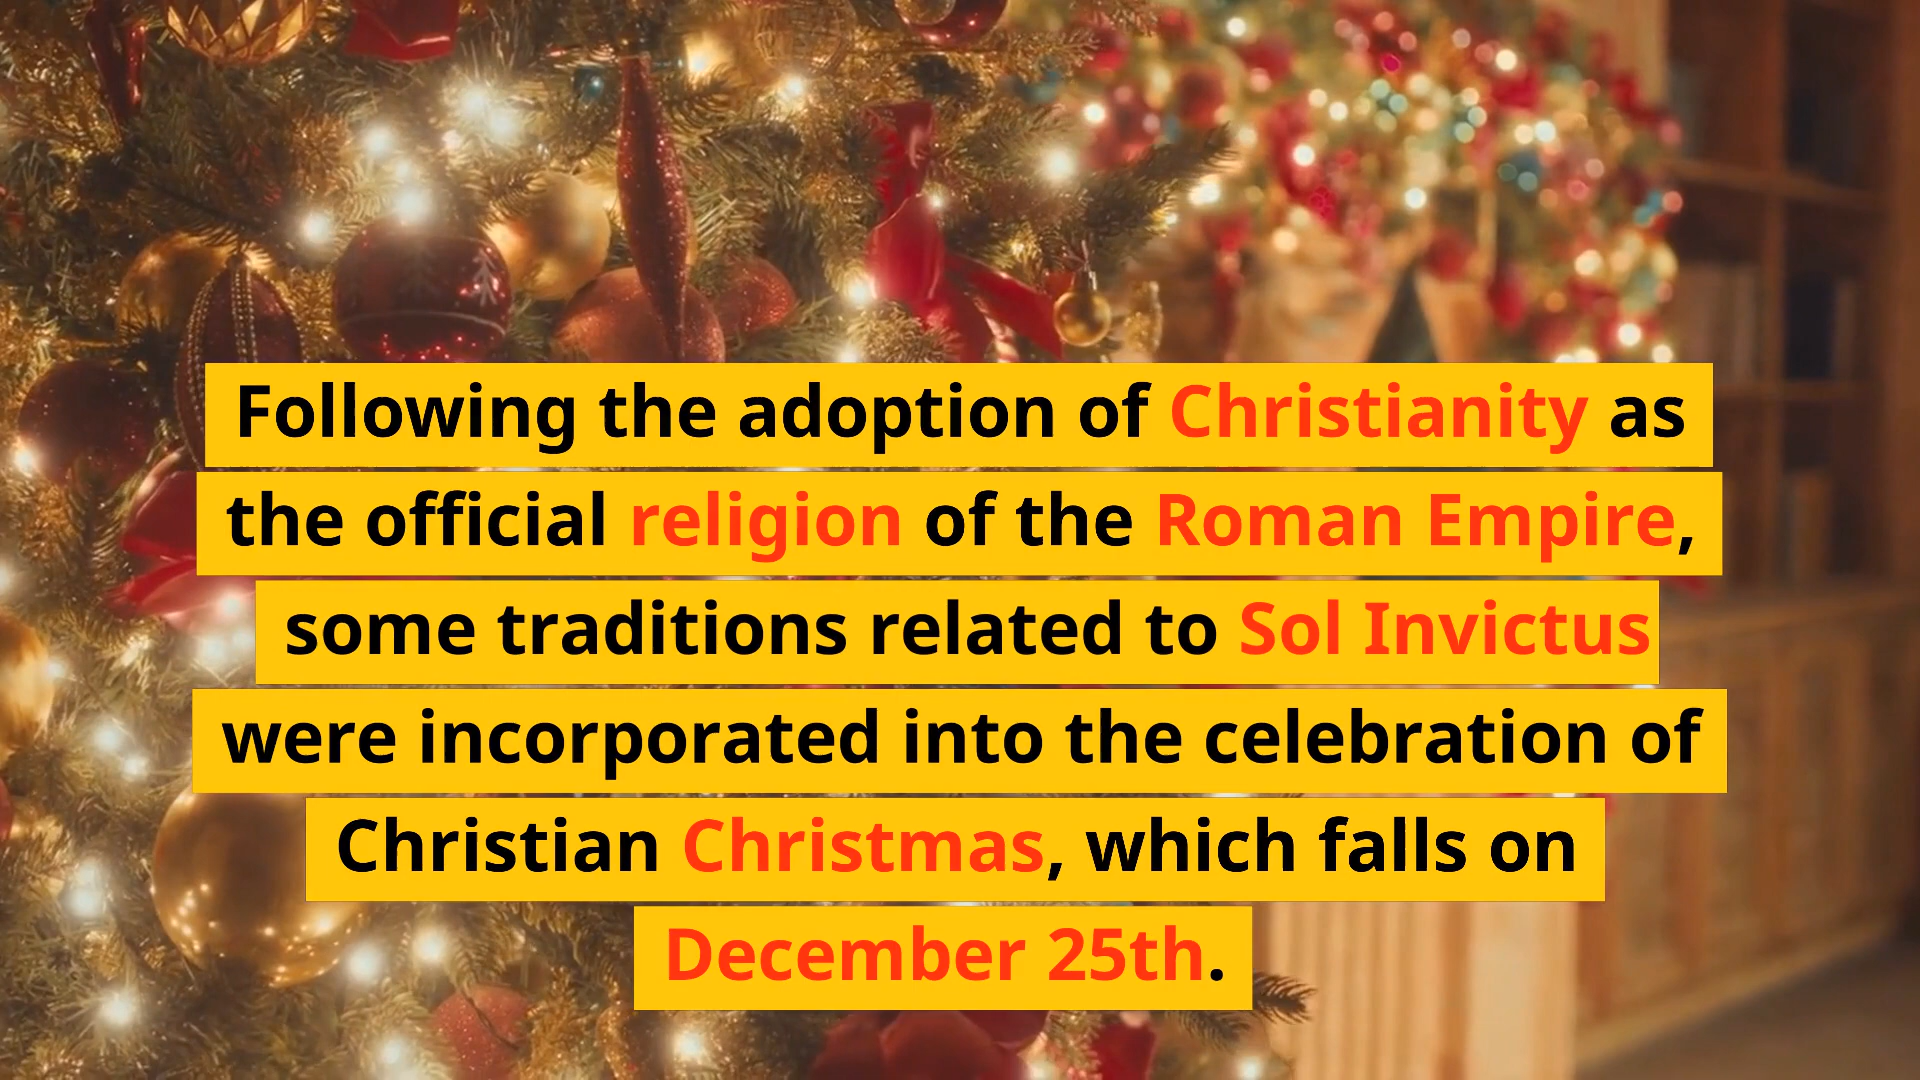 Following the adoption of Christianity as
the official religion of the Roman Empire,
some traditions related to Sol Invictus
were incorporated into the celebration of
Christian Christmas, which falls on
December 25th.